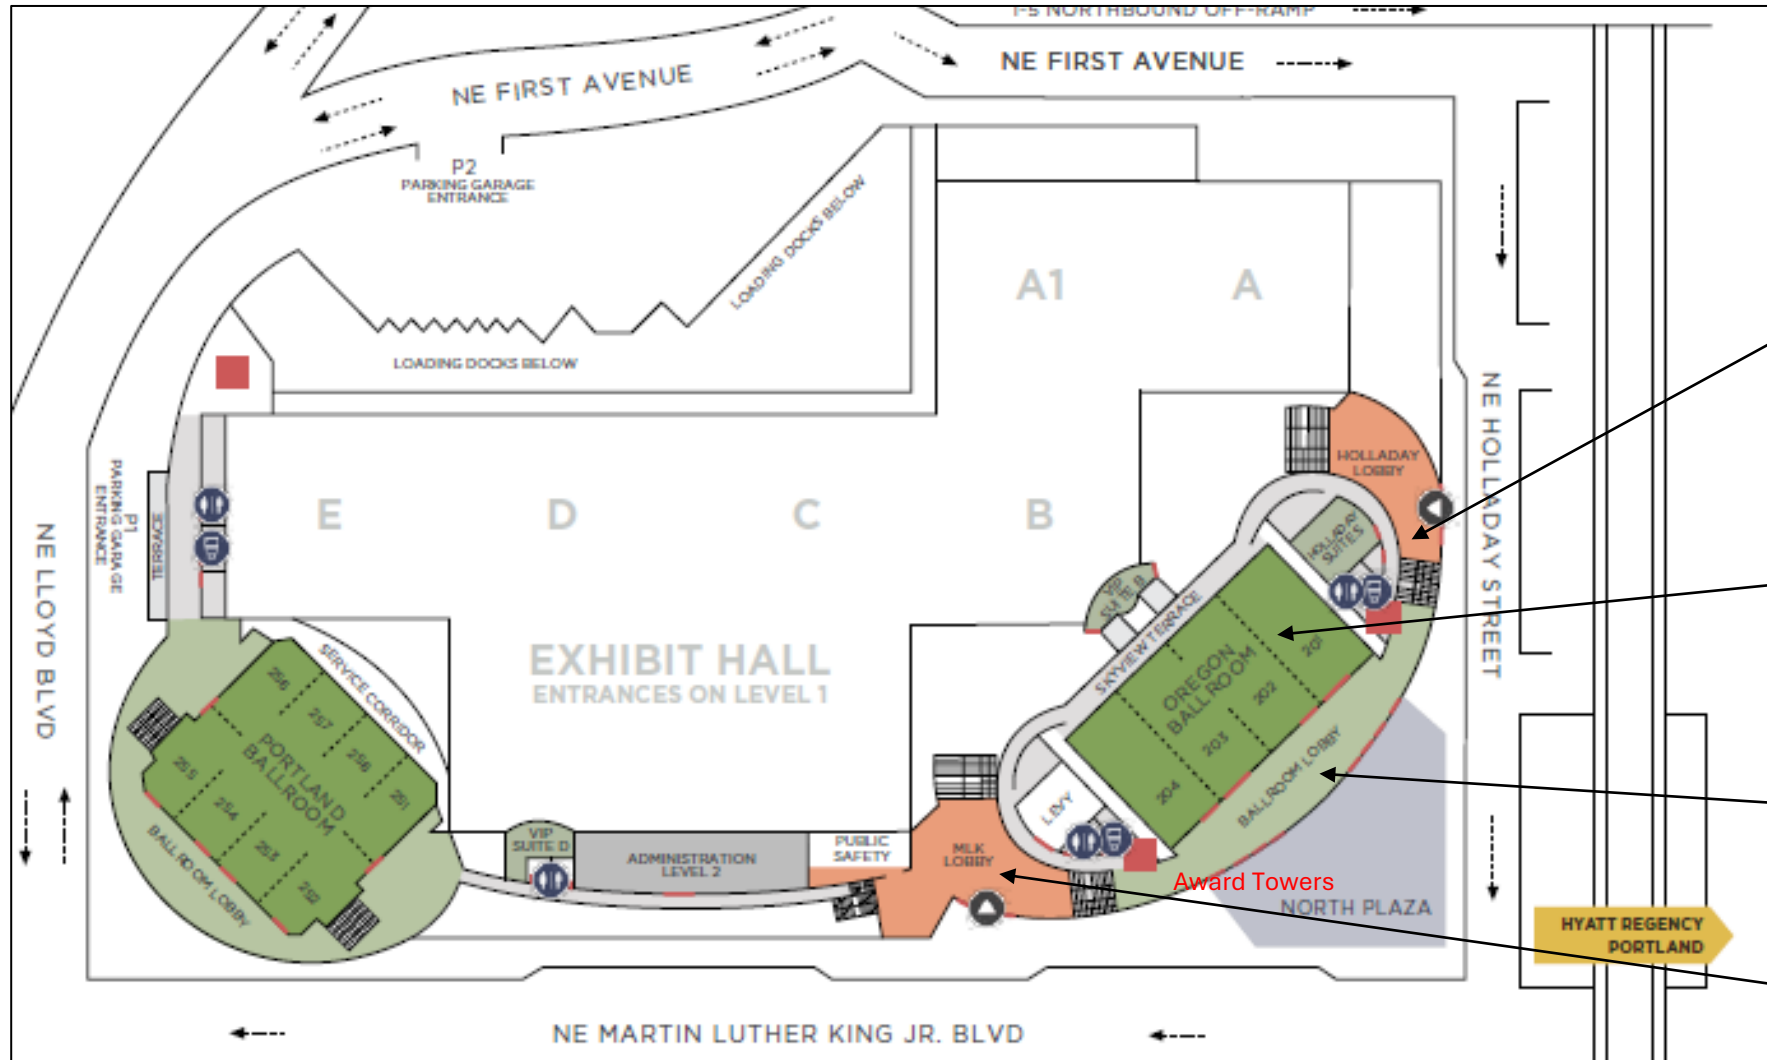 I-5 NORTHBOUND OFF-RAMP
NE FIRST AVENUE
NE FIRST AVENUE
P2
PARKING GARAGE
ENTRANCE
LOADING DOCKS BELOW
LOADING DOCKS BELOW
A1
A
E
D
C
B
EXHIBIT HALL
ENTRANCES ON LEVEL 1
HOLLADAY
LOBBY
HOLLADAY
SUITES
NE HOLLADAY STREET
VIP
SUITE B
SKYVIEW TERRACE
OREGON
BALLROOM
201
202
203
204
BALLROOM LOBBY
LEVY
MLK
LOBBY
Award Towers
NORTH PLAZA
HYATT REGENCY
PORTLAND
PUBLIC
SAFETY
ADMINISTRATION
LEVEL 2
VIP
SUITE D
SERVICE CORRIDOR
PORTLAND
BALLROOM
256
257
258
251
255
254
253
252
BALLROOM LOBBY
TERRACE
P1
PARKING GARAGE
ENTRANCE
NE LLOYD BLVD
NE MARTIN LUTHER KING JR. BLVD